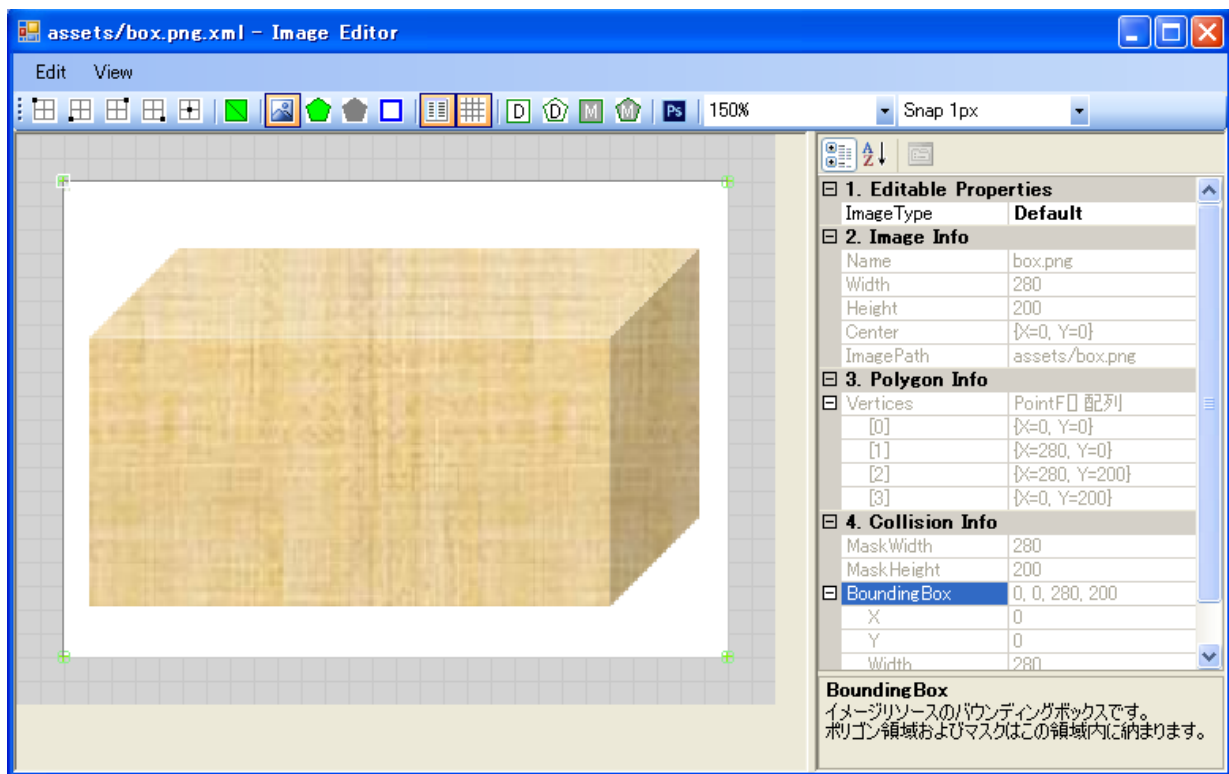 assets/box.png.xml - Image Editor
Edit View
D D M M Ps 150% Snap 1px
A
Z
1. Editable Properties
ImageType Default
2. Image Info
Name box.png
Width 280
Height 200
Center {X=0, Y=0}
ImagePath assets/box.png
3. Polygon Info
Vertices PointF[] 配列
[0] {X=0, Y=0}
[1] {X=280, Y=0}
[2] {X=280, Y=200}
[3] {X=0, Y=200}
4. Collision Info
MaskWidth 280
MaskHeight 200
BoundingBox 0, 0, 280, 200
X 0
Y 0
Width 280
BoundingBox
イメージリソースのバウンディングボックスです。
ポリゴン領域およびマスクはこの領域内に納まります。